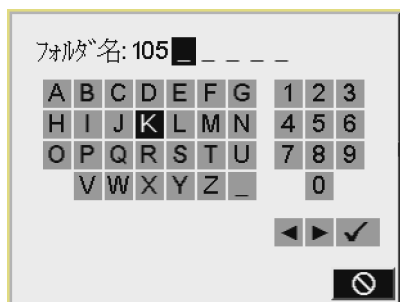 フォルダ名: 105_ _ _ _ _
A B C D E F G 1 2 3
H I J K L M N 4 5 6
O P Q R S T U 7 8 9
V W X Y Z _ 0